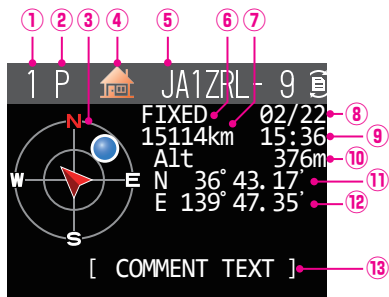 ① ② ③ ④ ⑤ ⑥ ⑦
1 P JA1ZRL- 9
FIXED 02/22 ⑧
15114km 15:36 ⑨
Alt 376m ⑩
N 36°43.17' ⑪
E 139°47.35' ⑫
N
W E
S
[ COMMENT TEXT ] ⑬